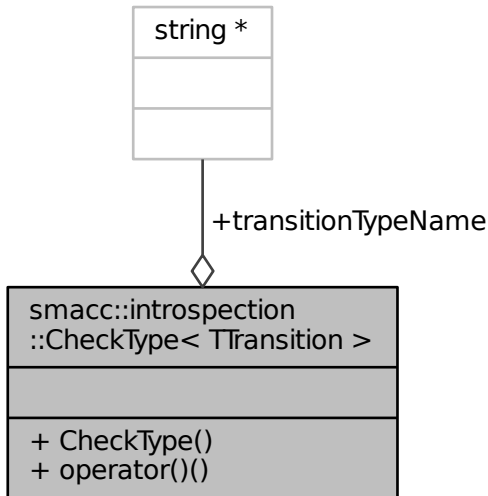 string *
+transitionTypeName
smacc::introspection
::CheckType< TTransition >
+ CheckType()
+ operator()()